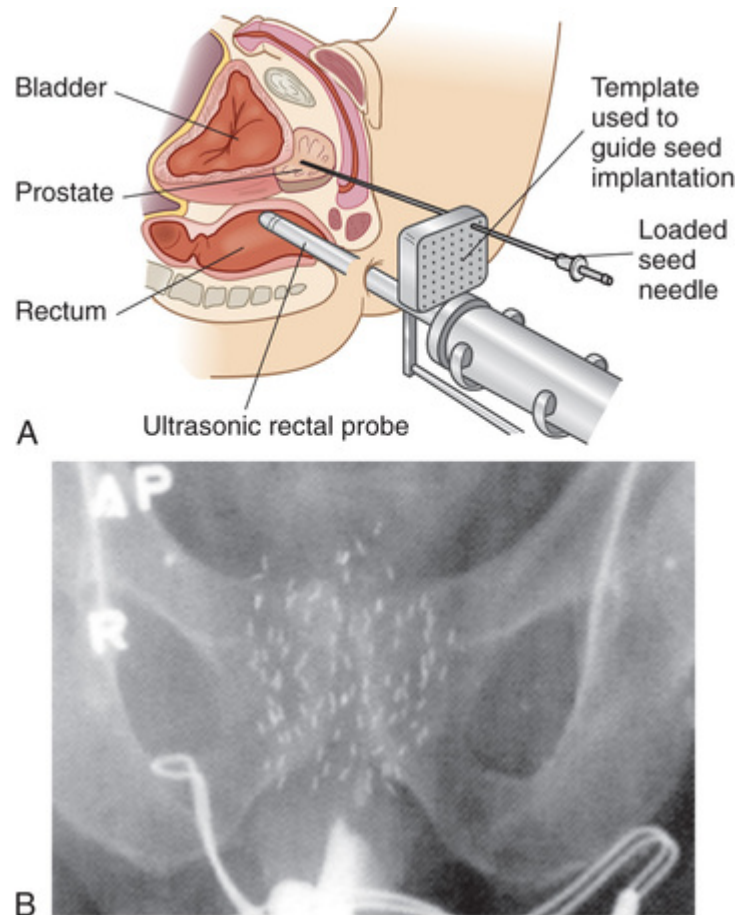 Bladder
Prostate
Rectum
Template
used to
guide seed
implantation
Loaded
seed
needle
Ultrasonic rectal probe
A
AP
R
B